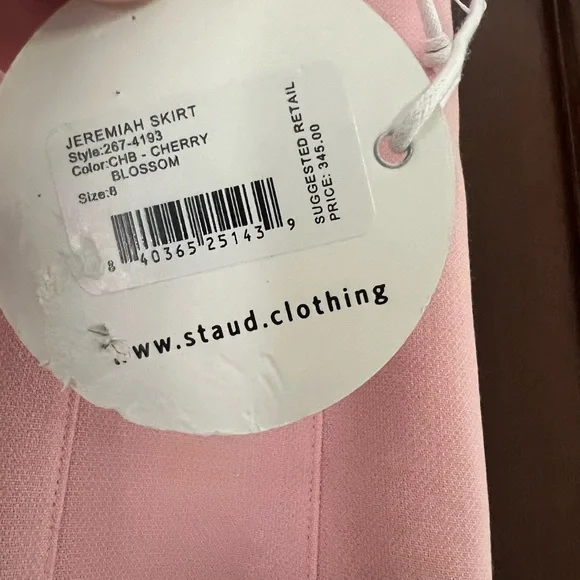 JEREMIAH SKIRT
Style:267-4193
Color:CHB - CHERRY
BLOSSOM
Size:8
8 40365 25143 9
SUGGESTED RETAIL
PRICE: 345.00
www.staud.clothing